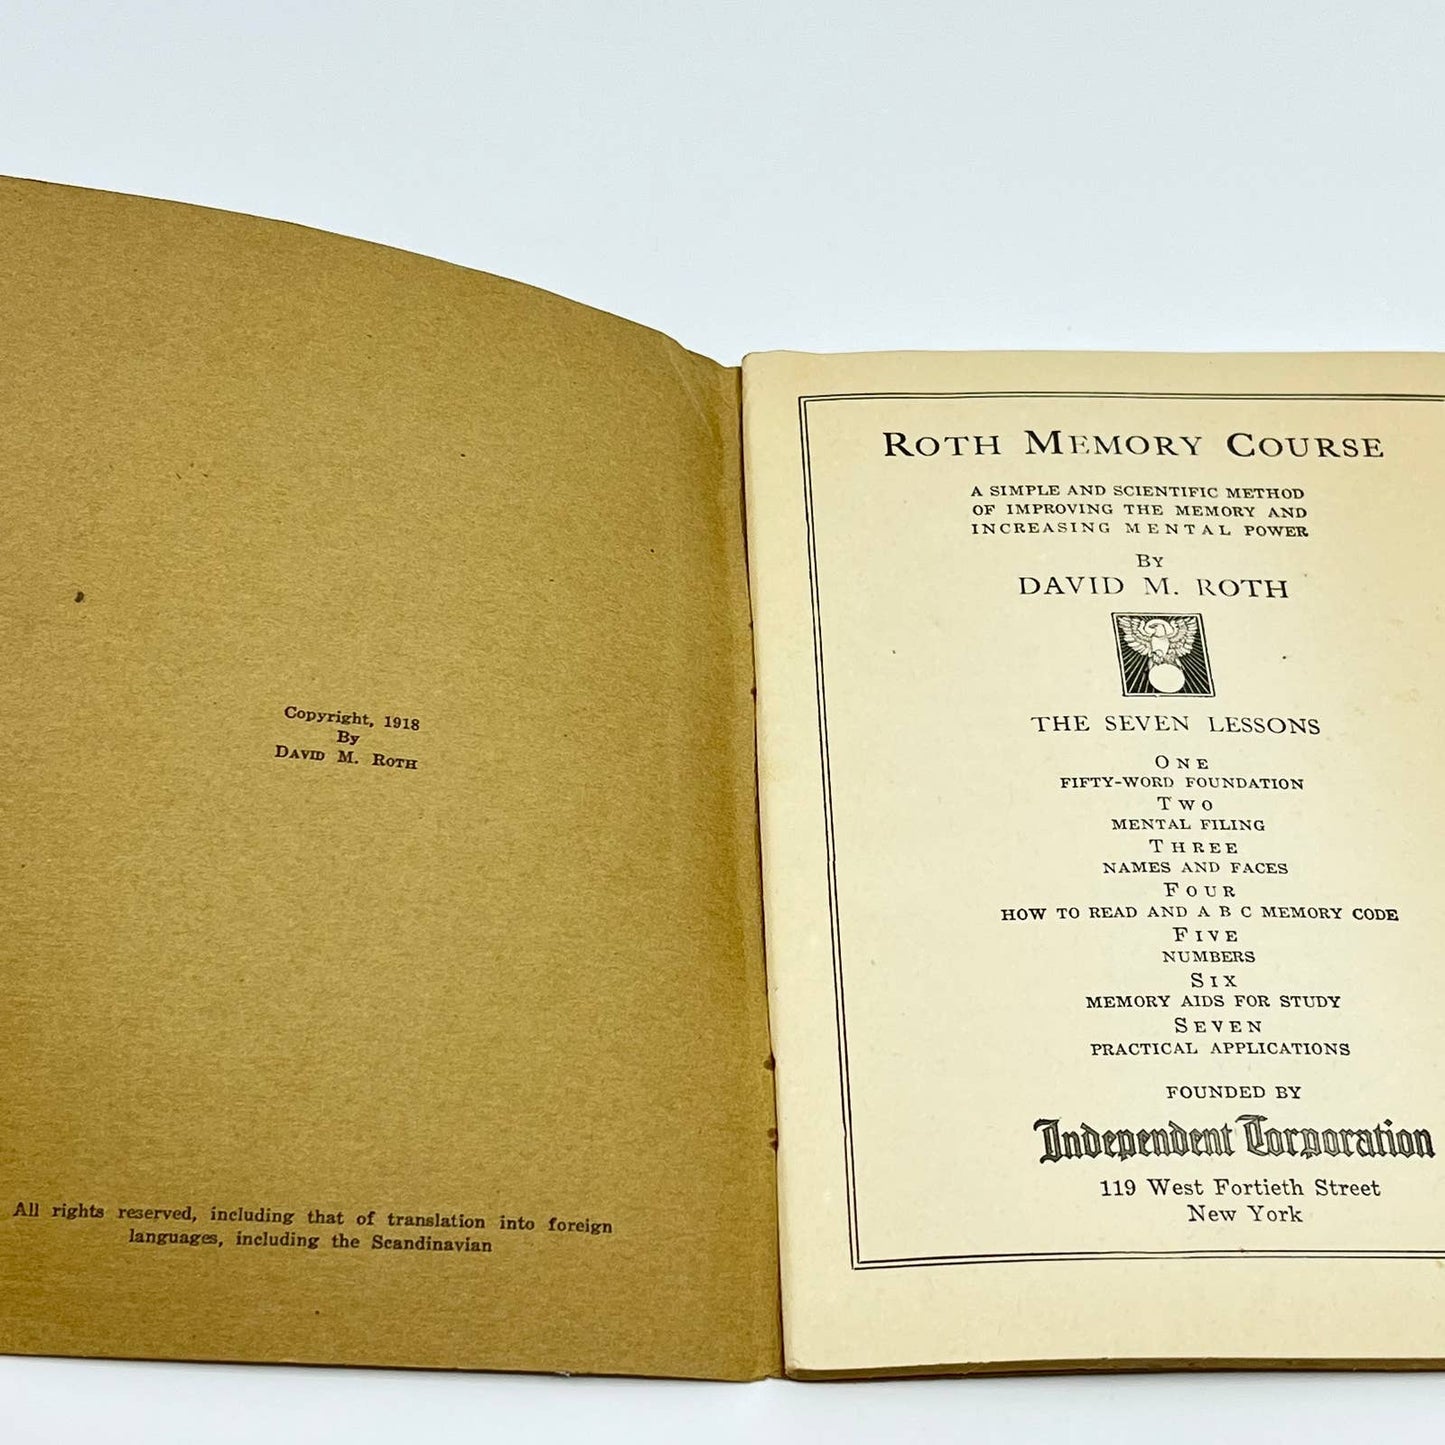 Copyright, 1918
By
DAVID M. ROTH
All rights reserved, including that of translation into foreign
languages, including the Scandinavian
ROTH MEMORY COURSE
A SIMPLE AND SCIENTIFIC METHOD
OF IMPROVING THE MEMORY AND
INCREASING MENTAL POWER
BY
DAVID M. ROTH
THE SEVEN LESSONS
ONE
FIFTY-WORD FOUNDATION
TWO
MENTAL FILING
THREE
NAMES AND FACES
FOUR
HOW TO READ AND A B C MEMORY CODE
FIVE
NUMBERS
SIX
MEMORY AIDS FOR STUDY
SEVEN
PRACTICAL APPLICATIONS
FOUNDED BY
Independent Corporation
119 West Fortieth Street
New York